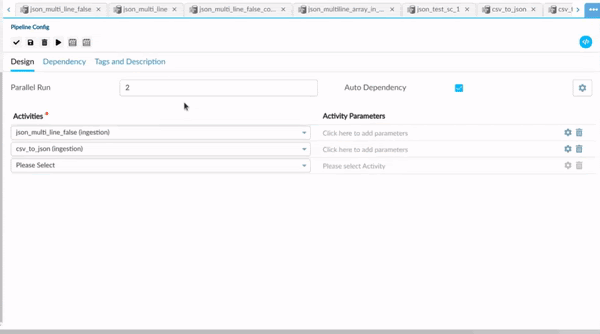 json_multi_line_false
json_multi_line
json_multi_line_false_co...
json_multiline_array_in_...
json_test_sc_1
csv_to_json
Pipeline Config
Design
Dependency
Tags and Description
Parallel Run
2
Auto Dependency
Activities *
Activity Parameters
json_multi_line_false (ingestion)
Click here to add parameters
csv_to_json (ingestion)
Click here to add parameters
Please Select
Please select Activity